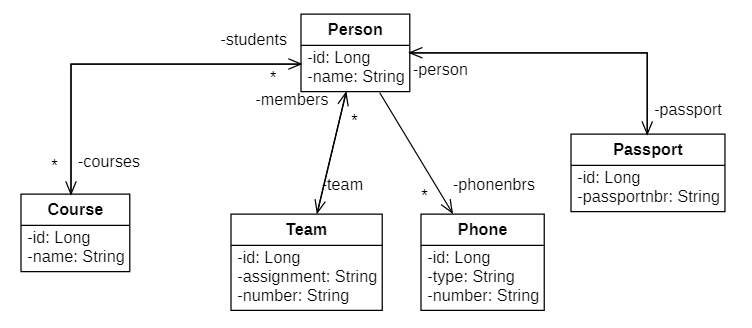 Person
-id: Long
-name: String
-students
*
-person
-members
*
-passport
Passport
-id: Long
-passportnbr: String
*
-courses
Course
-id: Long
-name: String
-team
Team
-id: Long
-assignment: String
-number: String
*
-phonenbrs
Phone
-id: Long
-type: String
-number: String